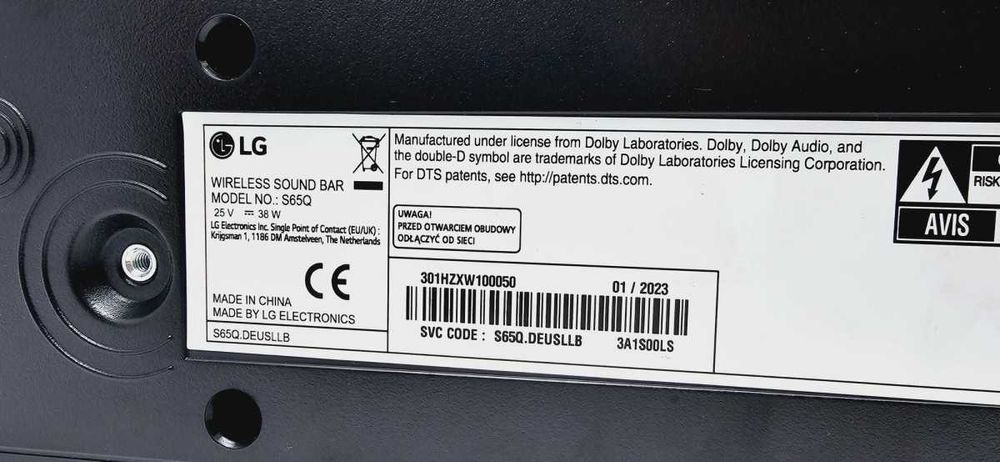 LG
WIRELESS SOUND BAR
MODEL NO.: S65Q
25 V ⎓ 38 W
LG Electronics Inc. Single Point of Contact (EU/UK) :
Krijgsman 1, 1186 DM Amstelveen, The Netherlands
CE
MADE IN CHINA
MADE BY LG ELECTRONICS
S65Q.DEUSLLB
Manufactured under license from Dolby Laboratories. Dolby, Dolby Audio, and
the double-D symbol are trademarks of Dolby Laboratories Licensing Corporation.
For DTS patents, see http://patents.dts.com.
UWAGA!
PRZED OTWARCIEM OBUDOWY
ODŁĄCZYĆ OD SIECI
301HZXW100050 01 / 2023
SVC CODE : S65Q.DEUSLLB 3A1S00LS
RISK
AVIS